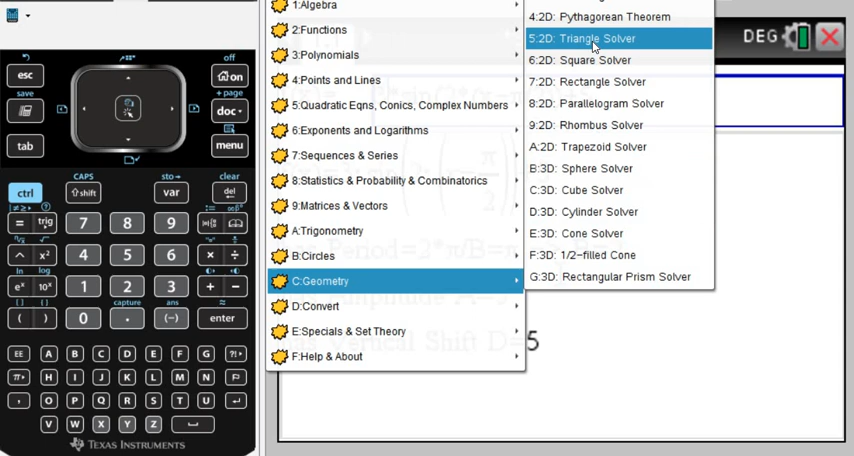 esc
off
on
save
+ page
doc
tab
menu
CAPS
sto→
clear
ctrl
shift
var
del
=
trig
7
8
9
^
x²
4
5
6
×
÷
ln
log
eˣ
10ˣ
1
2
3
+
−
capture
ans
≈
(
)
0
.
(−)
enter
EE
A
B
C
D
E
F
G
?!
π
H
I
J
K
L
M
N
,
O
P
Q
R
S
T
U
V
W
X
Y
Z
TEXAS INSTRUMENTS
1:Algebra
2:Functions
3:Polynomials
4:Points and Lines
5:Quadratic Eqns, Conics, Complex Numbers
6:Exponents and Logarithms
7:Sequences & Series
8:Statistics & Probability & Combinatorics
9:Matrices & Vectors
A:Trigonometry
B:Circles
C:Geometry
D:Convert
E:Specials & Set Theory
F:Help & About
4:2D: Pythagorean Theorem
5:2D: Triangle Solver
6:2D: Square Solver
7:2D: Rectangle Solver
8:2D: Parallelogram Solver
9:2D: Rhombus Solver
A:2D: Trapezoid Solver
B:3D: Sphere Solver
C:3D: Cube Solver
D:3D: Cylinder Solver
E:3D: Cone Solver
F:3D: 1/2-filled Cone
G:3D: Rectangular Prism Solver
DEG
Vertical Shift D=5